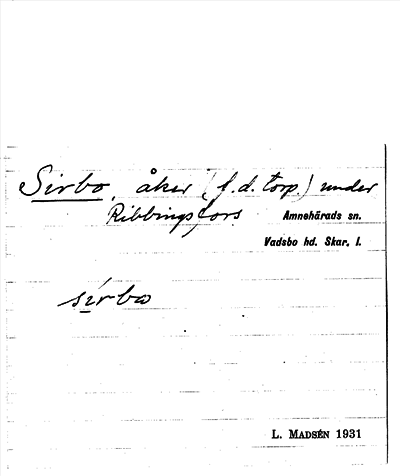 Sirbo, åker (f.d. torp.) under
Ribbingsfors Amnehärads sn.
Vadsbo hd. Skar. l.
sirbo
L. MADSÉN 1931